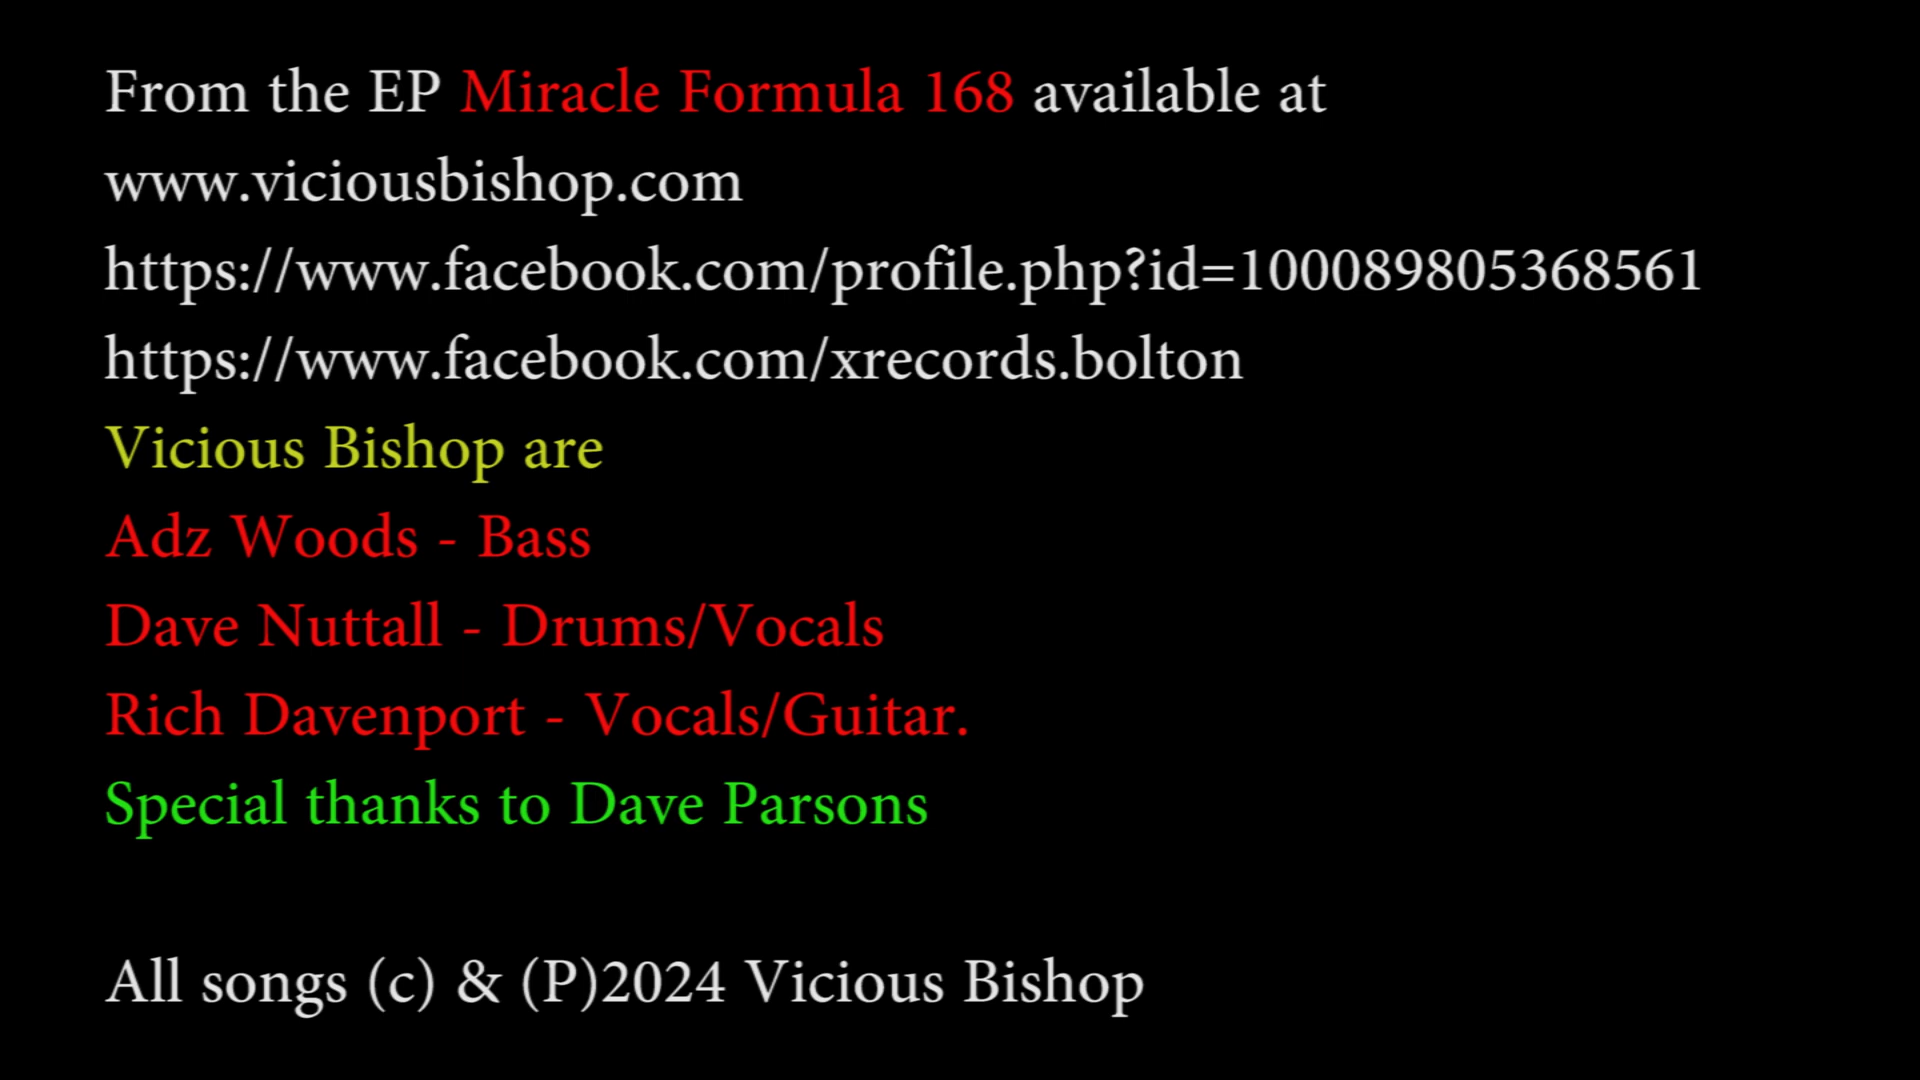 From the EP Miracle Formula 168 available at
www.viciousbishop.com
https://www.facebook.com/profile.php?id=100089805368561
https://www.facebook.com/xrecords.bolton
Vicious Bishop are
Adz Woods - Bass
Dave Nuttall - Drums/Vocals
Rich Davenport - Vocals/Guitar.
Special thanks to Dave Parsons
All songs (c) & (P)2024 Vicious Bishop